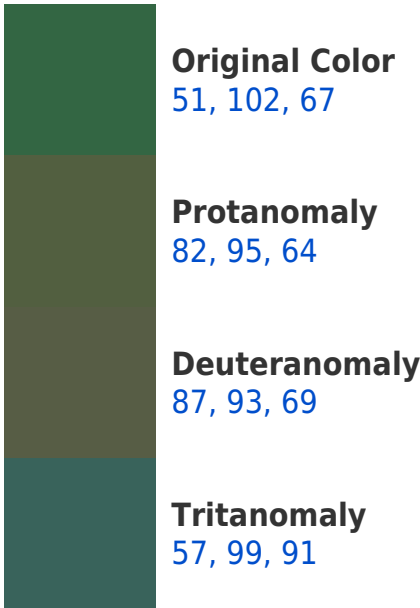 Original Color
51, 102, 67
Protanomaly
82, 95, 64
Deuteranomaly
87, 93, 69
Tritanomaly
57, 99, 91